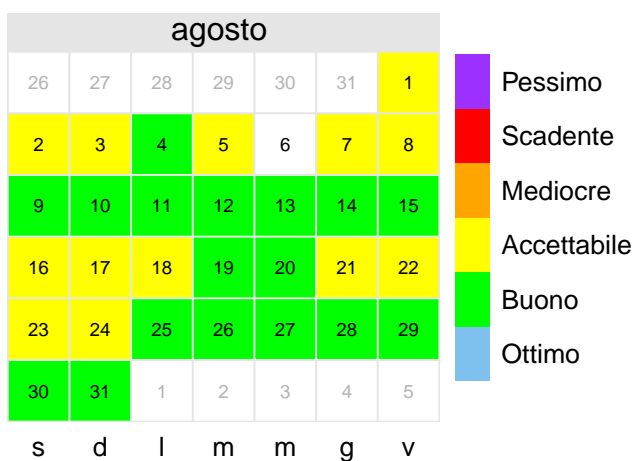 agosto
26 27 28 29 30 31 1
2 3 4 5 6 7 8
9 10 11 12 13 14 15
16 17 18 19 20 21 22
23 24 25 26 27 28 29
30 31 1 2 3 4 5
s d l m m g v
Pessimo
Scadente
Mediocre
Accettabile
Buono
Ottimo